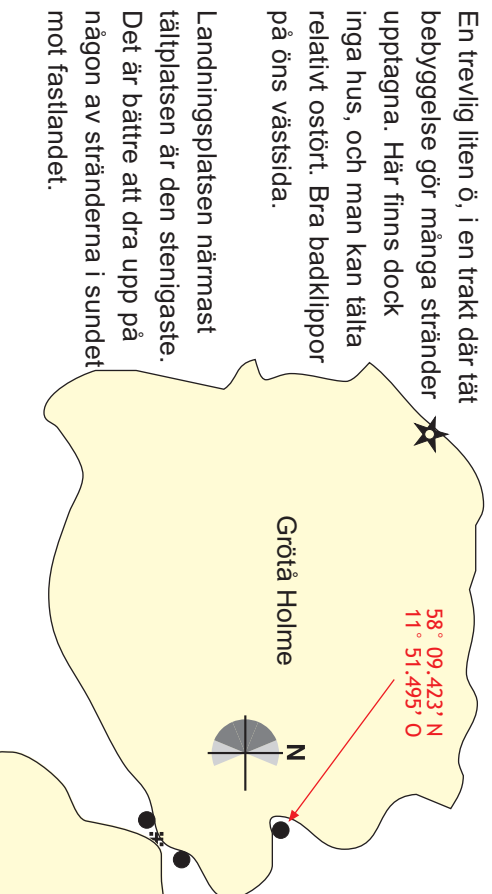 En trevlig liten ö, i en trakt där tät
bebyggelse gör många stränder
upptagna. Här finns dock
inga hus, och man kan tälta
relativt ostört. Bra badklippor
på öns västsida.
Landningsplatsen närmast
tältplatsen är den stenigaste.
Det är bättre att dra upp på
någon av stränderna i sundet
mot fastlandet.
Grötå Holme
58° 09.423' N
11° 51.495' O
N